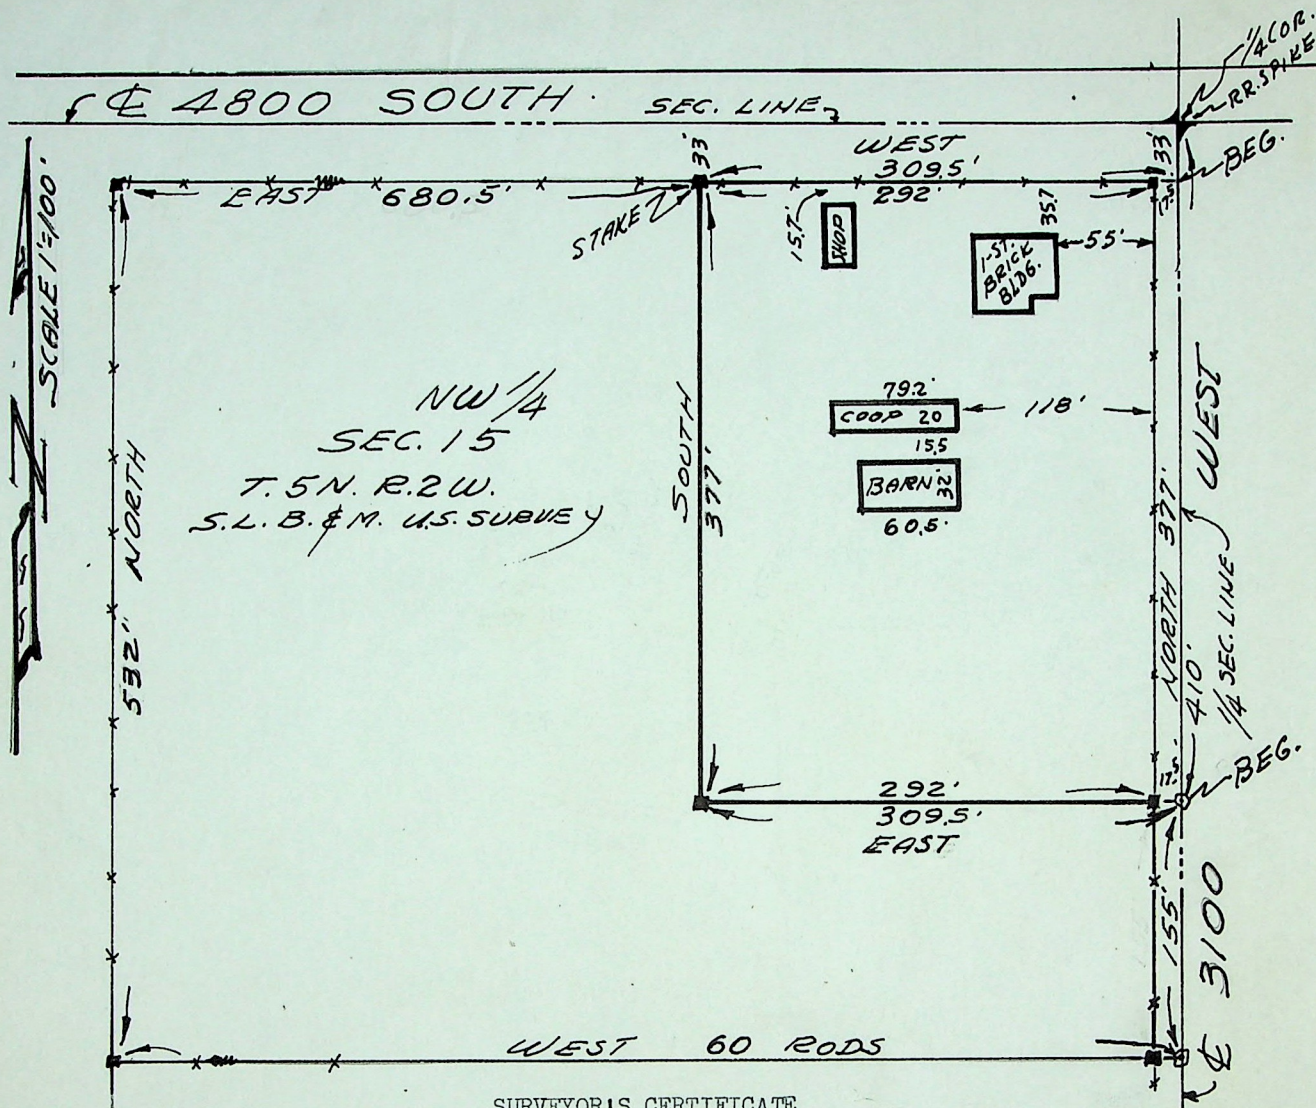 1/4 COR.
RR. SPIKE
BEG.
℄ 4800 SOUTH
SEC. LINE
33'
WEST
309.5'
292'
33'
17.5
EAST 680.5'
STAKE
SCALE 1"=100'
15.7'
SHOP
35.7
1-ST.
BRICK
BLDG.
55'
NW 1/4
SEC. 15
T. 5N. R. 2W.
S.L. B. & M. U.S. SURVEY
79.2'
COOP 20
118'
15.5
BARN 32'
60.5'
SOUTH
377'
532" NORTH
NORTH 377'
410'
1/4 SEC. LINE
17.5'
BEG.
292'
309.5'
EAST
155'
℄ 3100 WEST
WEST 60 RODS
SURVEYOR'S CERTIFICATE